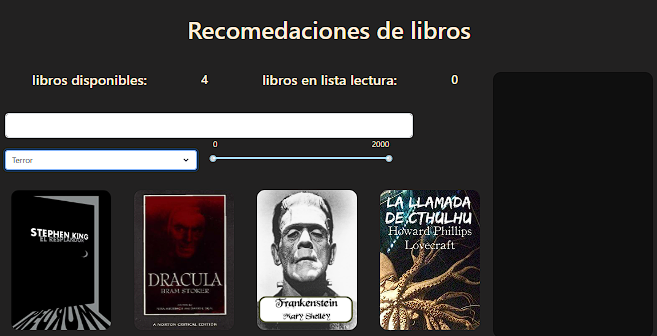 Recomedaciones de libros
libros disponibles: 4 libros en lista lectura: 0
0 2000
Terror
STEPHEN KING
EL RESPLANDOR
DRACULA
BRAM STOKER
A NORTON CRITICAL EDITION
Frankenstein
Mary Shelley
LA LLAMADA
DE CTHULHU
Howard Phillips
Lovecraft